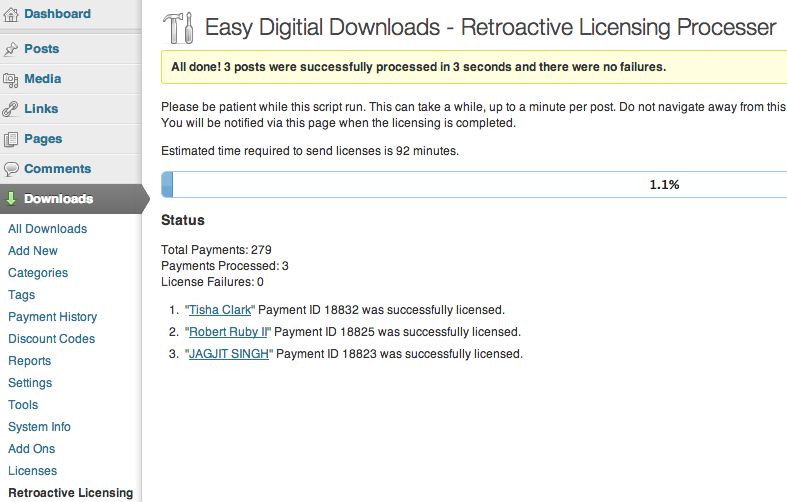 Dashboard
Posts
Media
Links
Pages
Comments
Downloads
All Downloads
Add New
Categories
Tags
Payment History
Discount Codes
Reports
Settings
Tools
System Info
Add Ons
Licenses
Retroactive Licensing
Easy Digitial Downloads - Retroactive Licensing Processer
All done! 3 posts were successfully processed in 3 seconds and there were no failures.
Please be patient while this script run. This can take a while, up to a minute per post. Do not navigate away from this
You will be notified via this page when the licensing is completed.
Estimated time required to send licenses is 92 minutes.
1.1%
Status
Total Payments: 279
Payments Processed: 3
License Failures: 0
1. "Tisha Clark" Payment ID 18832 was successfully licensed.
2. "Robert Ruby II" Payment ID 18825 was successfully licensed.
3. "JAGJIT SINGH" Payment ID 18823 was successfully licensed.